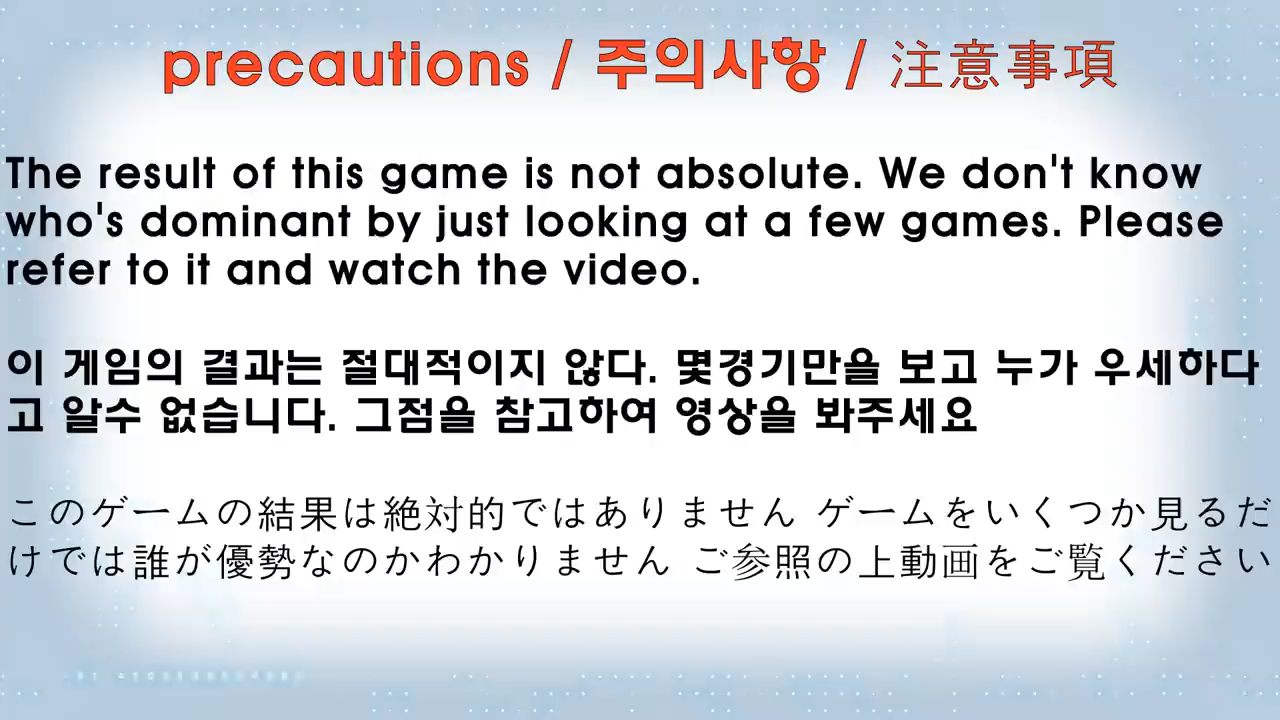 precautions / 주의사항 / 注意事項
The result of this game is not absolute. We don't know
who's dominant by just looking at a few games. Please
refer to it and watch the video.
이 게임의 결과는 절대적이지 않다. 몇경기만을 보고 누가 우세하다
고 알수 없습니다. 그점을 참고하여 영상을 봐주세요
このゲームの結果は絶対的ではありません ゲームをいくつか見るだ
けでは誰が優勢なのかわかりません ご参照の上動画をご覧ください